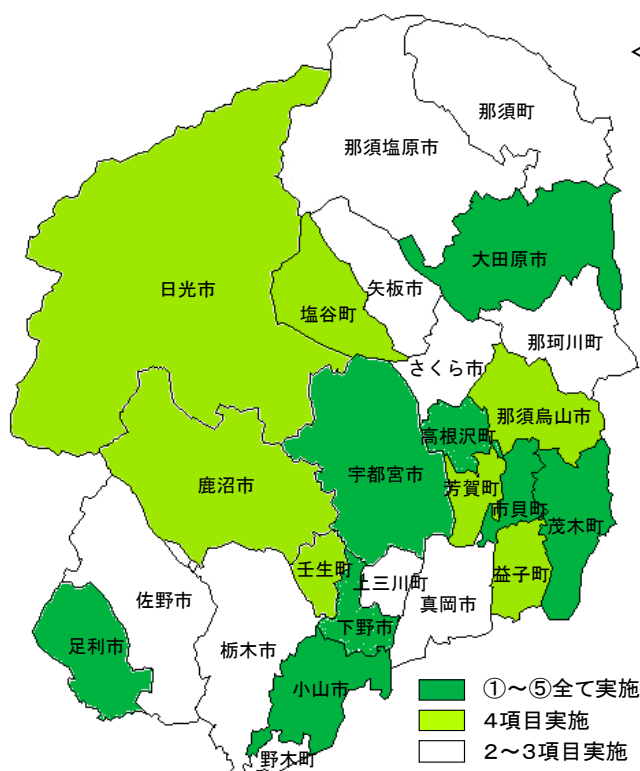 <
那須町
那須塩原市
大田原市
矢板市
日光市
塩谷町
那珂川町
さくら市
那須烏山市
高根沢町
宇都宮市
芳賀町
市貝町
茂木町
鹿沼市
壬生町
上三川町
益子町
真岡市
佐野市
下野市
足利市
栃木市
小山市
野木町
①～⑤全て実施
4項目実施
2～3項目実施